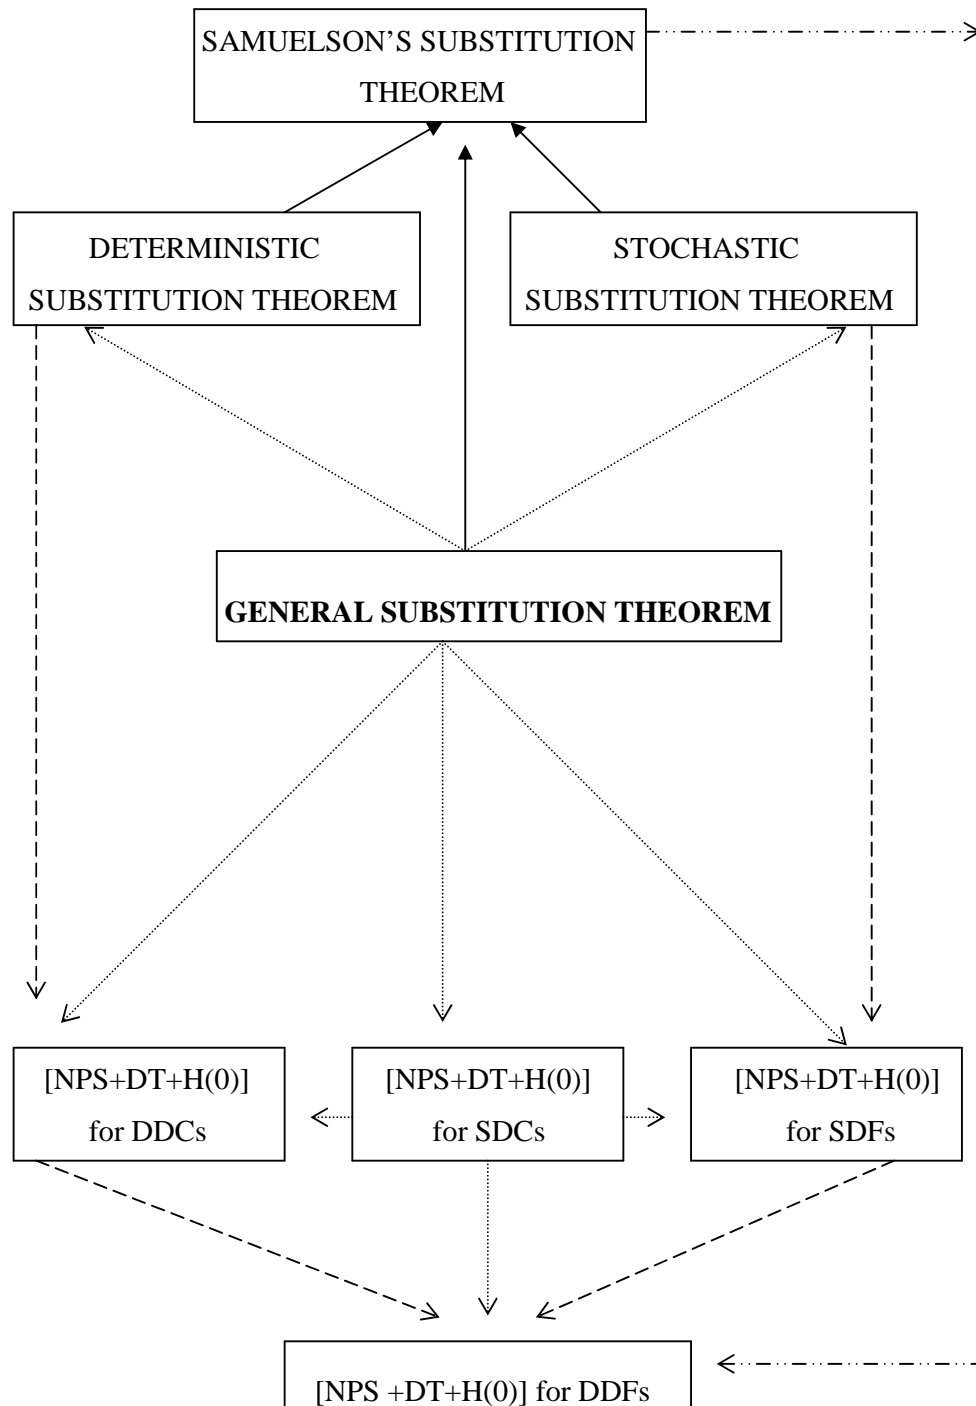 SAMUELSON’S SUBSTITUTION
THEOREM
DETERMINISTIC
SUBSTITUTION THEOREM
STOCHASTIC
SUBSTITUTION THEOREM
GENERAL SUBSTITUTION THEOREM
[NPS+DT+H(0)]
for DDCs
[NPS+DT+H(0)]
for SDCs
[NPS+DT+H(0)]
for SDFs
[NPS +DT+H(0)] for DDFs